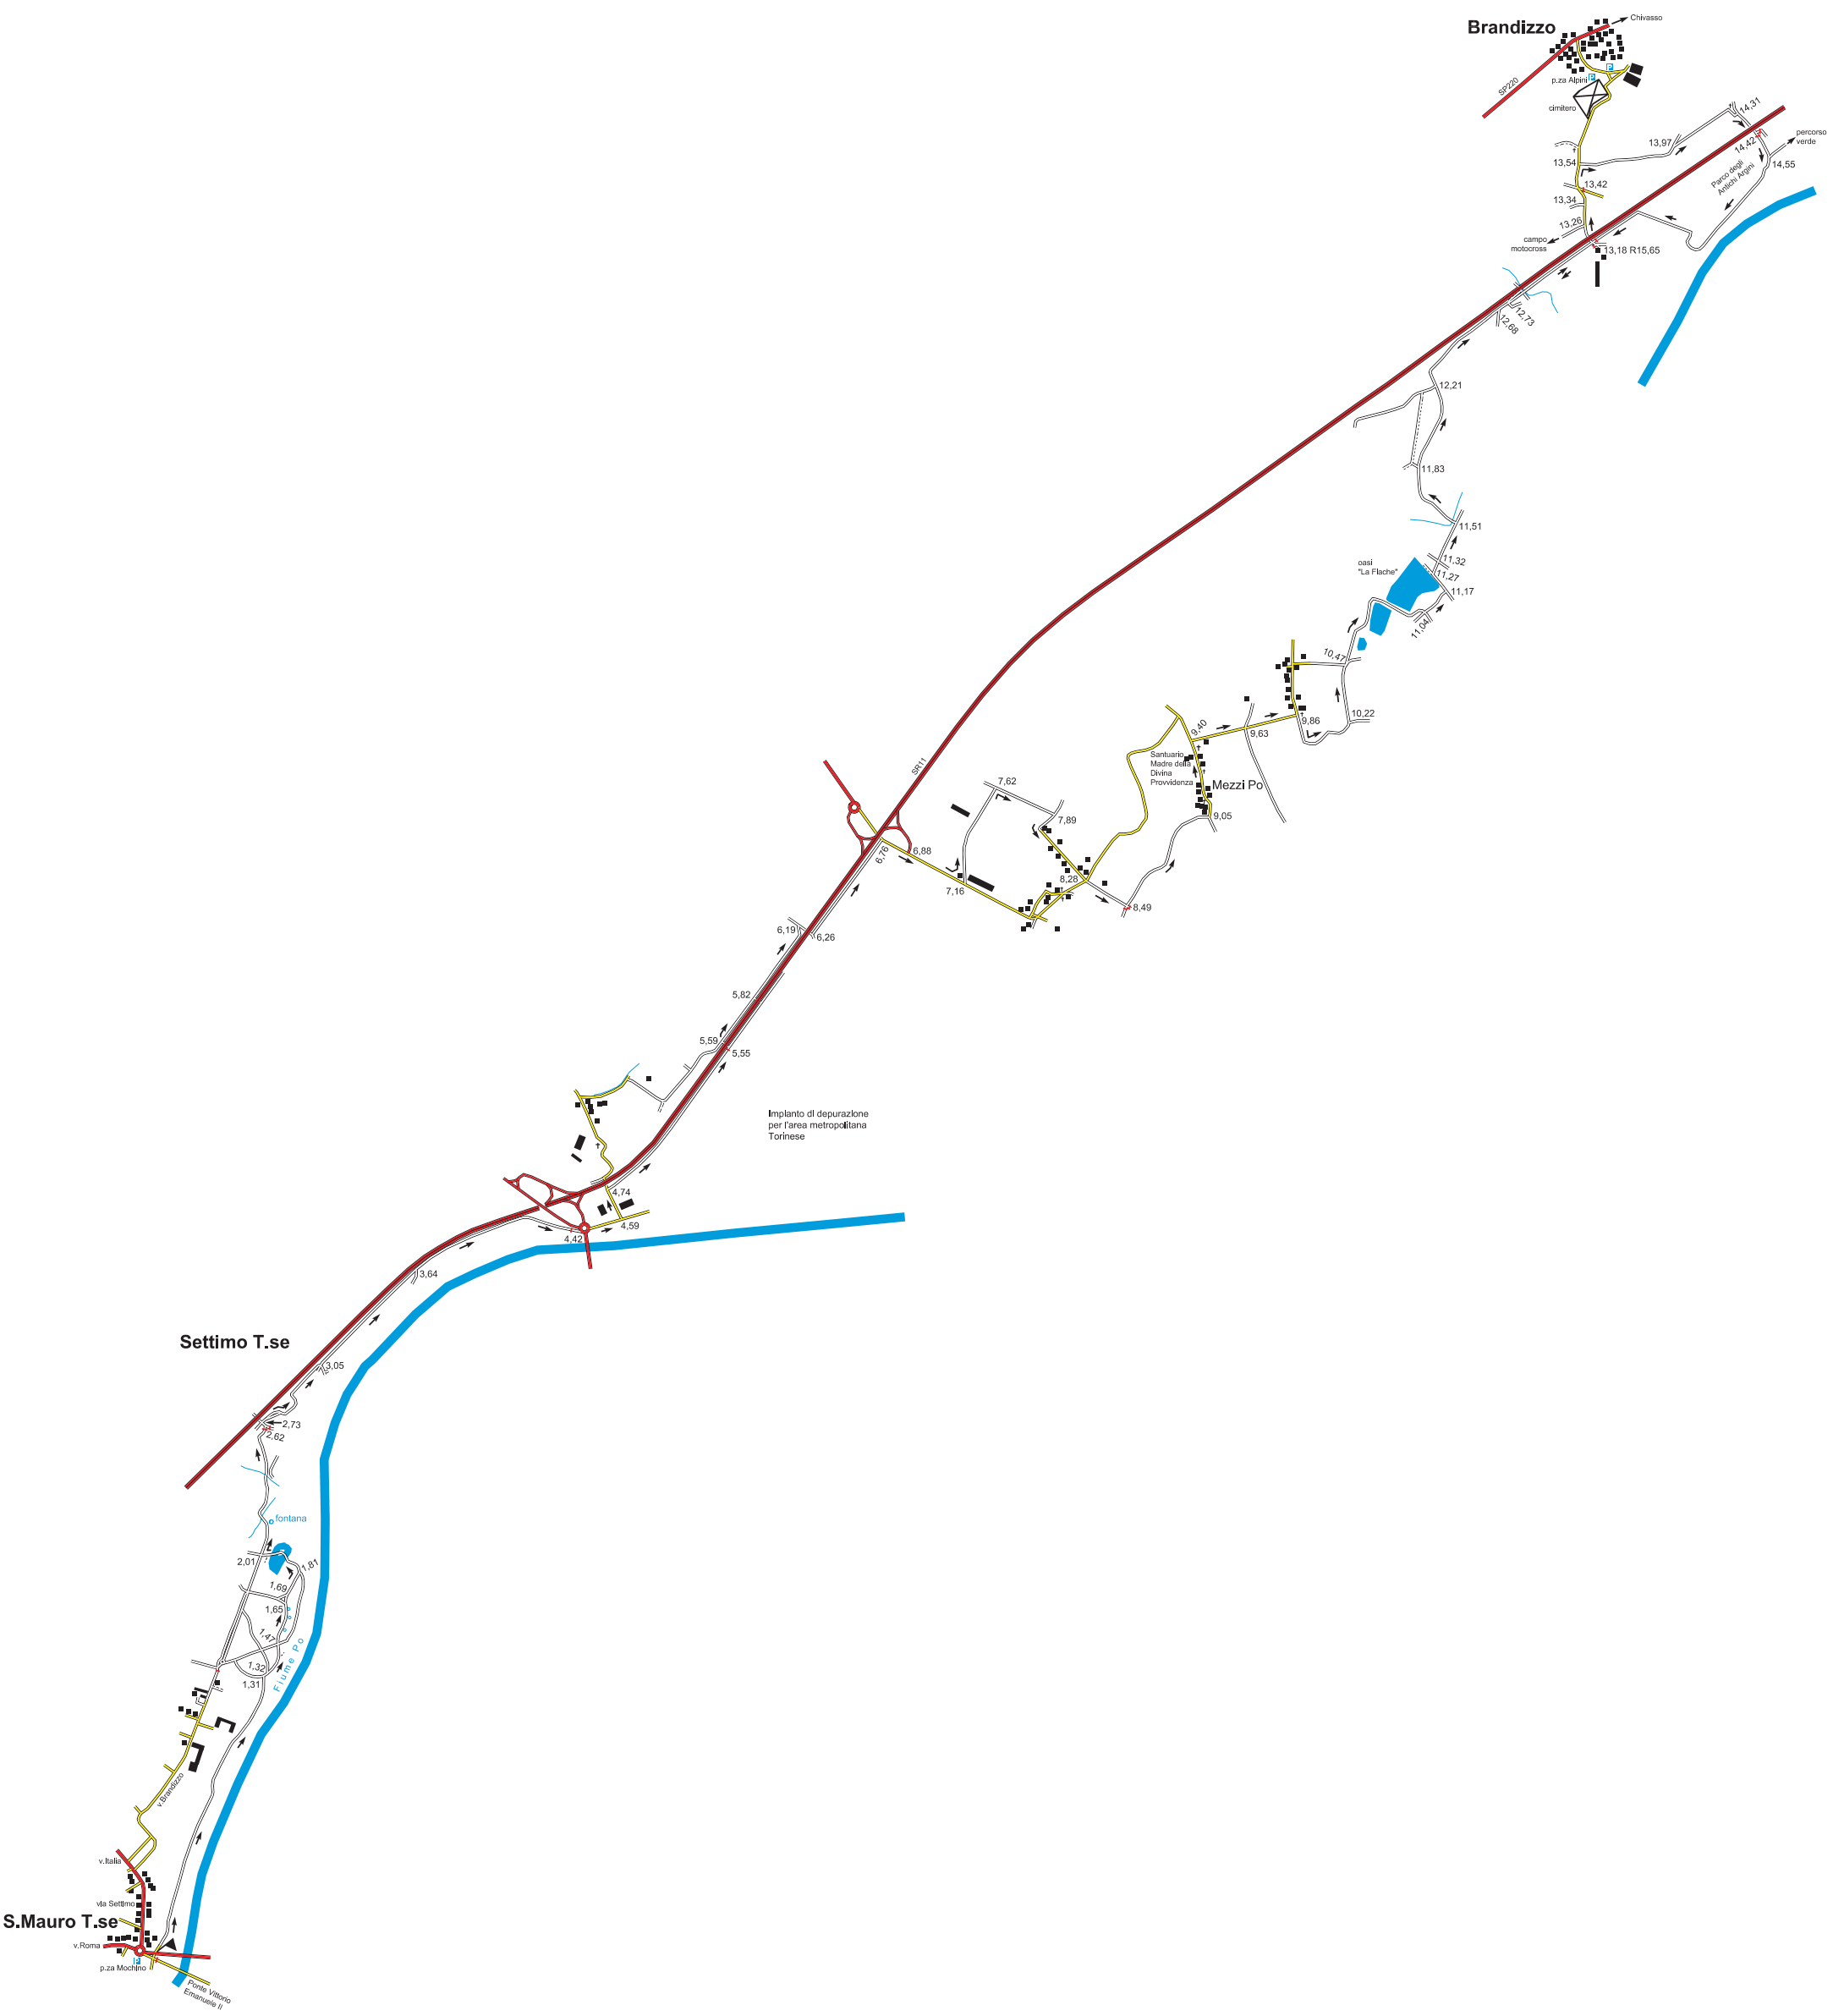 Brandizzo
Chivasso
SP220
p.za Alpini
P
P
cimitero
14,31
percorso
verde
13,97
14,42
14,55
13,54
Parco degli
Antichi Argini
13,42
13,34
13,26
campo
motocross
13,18 R15,65
12,73
12,68
12,21
11,83
11,51
oasi
"La Flache"
11,32
11,27
11,17
11,04
10,47
10,22
9,86
9,40
9,63
Santuario
Madre della
Divina
Provvidenza
Mezzi Po
SR11
7,62
7,89
9,05
6,76
6,88
7,16
8,28
8,49
6,19
6,26
5,82
5,59
5,55
Impianto di depurazione
per l'area metropolitana
Torinese
4,74
4,59
4,42
3,64
Settimo T.se
3,05
2,73
2,62
fontana
2,01
1,81
1,69
1,65
1,47
1,32
1,31
Fiume Po
v.Brandizzo
v.Italia
via Settimo
S.Mauro T.se
v.Roma
P
p.za Mochino
Ponte Vittorio
Emanuele II